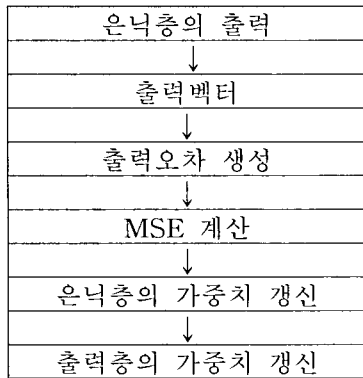 은닉층의 출력
출력벡터
출력오차 생성
MSE 계산
은닉층의 가중치 갱신
출력층의 가중치 갱신